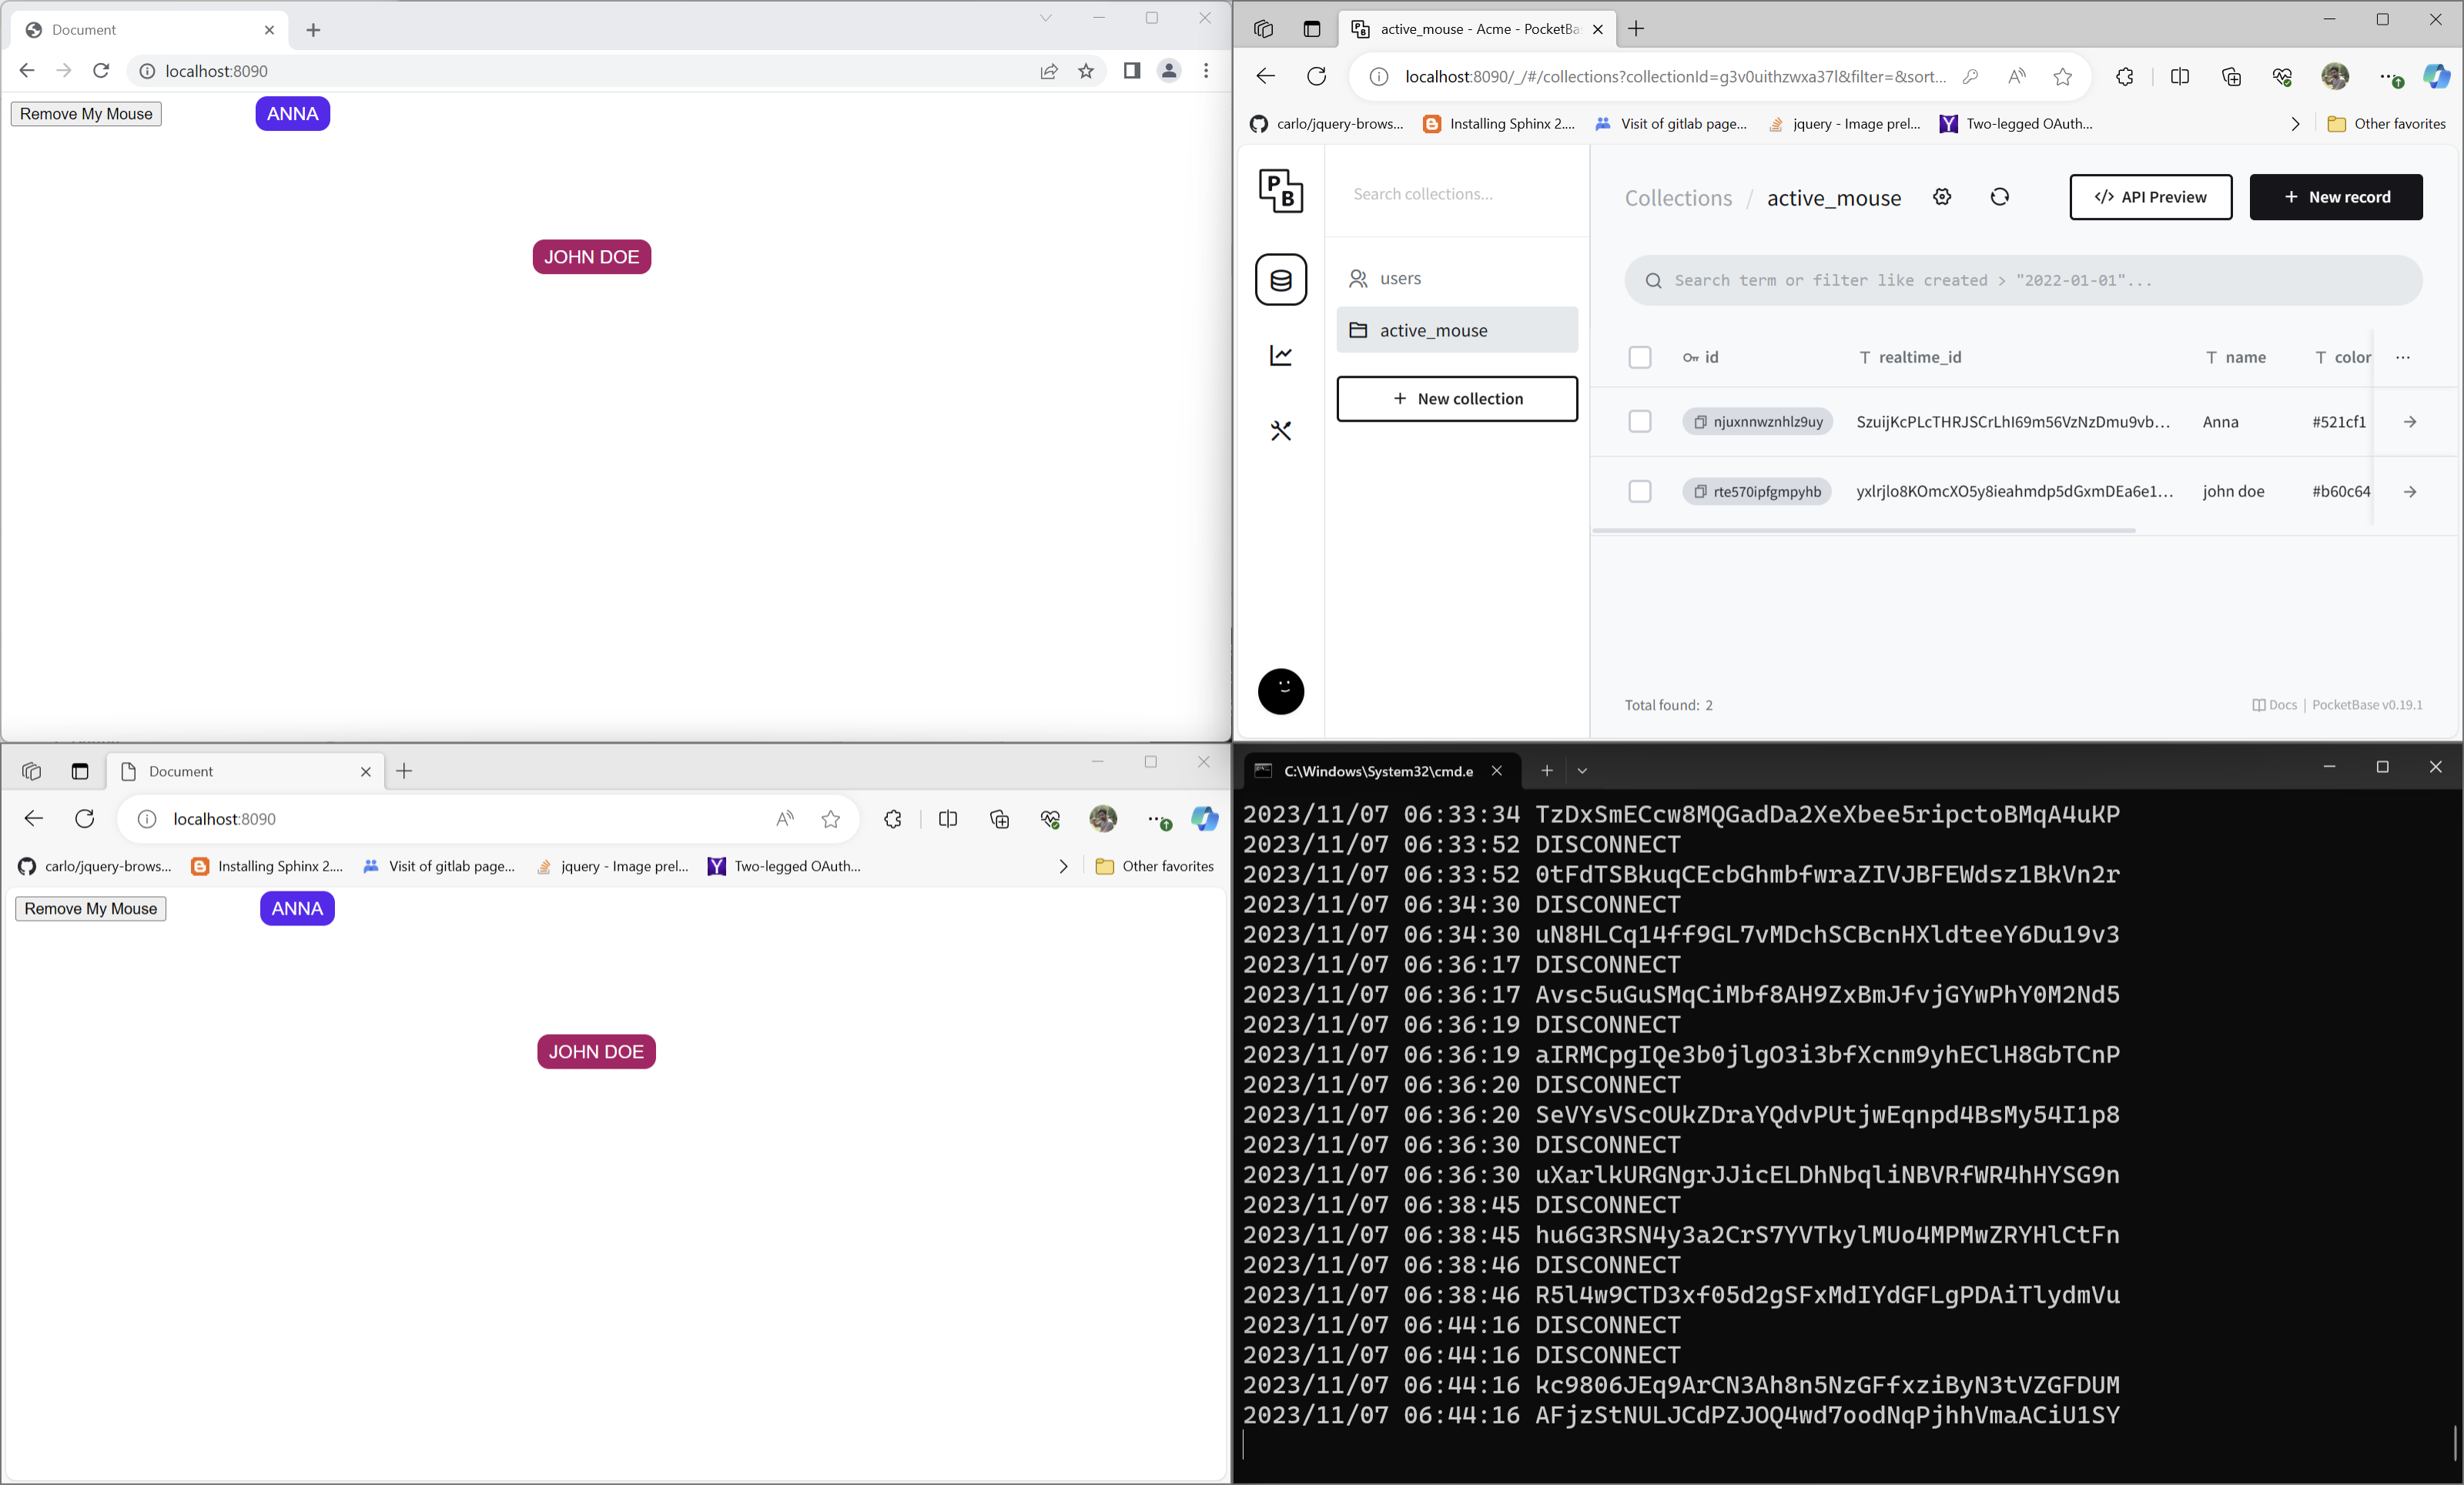 Document
localhost:8090
Remove My Mouse
ANNA
JOHN DOE
active_mouse - Acme - PocketBa
localhost:8090/_/#/collections?collectionId=g3v0uithzwxa37l&filter=&sort...
carlo/jquery-brows...
Installing Sphinx 2....
Visit of gitlab page...
jquery - Image prel...
Two-legged OAuth...
Other favorites
PB
Search collections...
users
active_mouse
New collection
Collections / active_mouse
API Preview
New record
Search term or filter like created > "2022-01-01"...
id realtime_id name color
njuxnnwznhlz9uy SzuijKcPLcTHRJSCrLhI69m56VzNzDmu9vb... Anna #521cf1
rte570ipfgmpyhb yxlrjlo8KOmcXO5y8ieahmdp5dGxmDEa6e1... john doe #b60c64
Total found: 2
Docs | PocketBase v0.19.1
Document
localhost:8090
carlo/jquery-brows...
Installing Sphinx 2....
Visit of gitlab page...
jquery - Image prel...
Two-legged OAuth...
Other favorites
Remove My Mouse
ANNA
JOHN DOE
C:\Windows\System32\cmd.e
2023/11/07 06:33:34 TzDxSmECcw8MQGadDa2XeXbee5ripctoBMqA4uKP
2023/11/07 06:33:52 DISCONNECT
2023/11/07 06:33:52 0tFdTSBkuqCEcbGhmbfwraZIVJBFEWdsz1BkVn2r
2023/11/07 06:34:30 DISCONNECT
2023/11/07 06:34:30 uN8HLCq14ff9GL7vMDchSCBcnHXldteeY6Du19v3
2023/11/07 06:36:17 DISCONNECT
2023/11/07 06:36:17 Avsc5uGuSMqCiMbf8AH9ZxBmJfvjGYwPhY0M2Nd5
2023/11/07 06:36:19 DISCONNECT
2023/11/07 06:36:19 aIRMCpgIQe3b0jlgO3i3bfXcnm9yhEClH8GbTCnP
2023/11/07 06:36:20 DISCONNECT
2023/11/07 06:36:20 SeVYsVScOUkZDraYQdvPUtjwEqnpd4BsMy54I1p8
2023/11/07 06:36:30 DISCONNECT
2023/11/07 06:36:30 uXarlkURGNgrJJicELDhNbqliNBVRfWR4hHYSG9n
2023/11/07 06:38:45 DISCONNECT
2023/11/07 06:38:45 hu6G3RSN4y3a2CrS7YVTkylMUo4MPMwZRYHlCtFn
2023/11/07 06:38:46 DISCONNECT
2023/11/07 06:38:46 R5l4w9CTD3xf05d2gSFxMdIYdGFLgPDAiTlydmVu
2023/11/07 06:44:16 DISCONNECT
2023/11/07 06:44:16 DISCONNECT
2023/11/07 06:44:16 kc9806JEq9ArCN3Ah8n5NzGFfxziByN3tVZGFDUM
2023/11/07 06:44:16 AFjzStNULJCdPZJOQ4wd7oodNqPjhhVmaACiU1SY